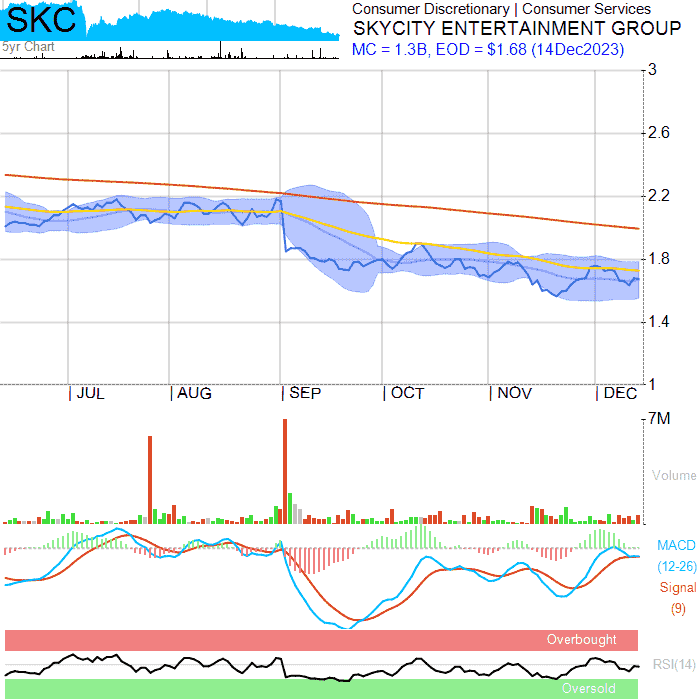 SKC
5yr Chart
Consumer Discretionary | Consumer Services
SKYCITY ENTERTAINMENT GROUP
MC = 1.3B, EOD = $1.68 (14Dec2023)
3
2.6
2.2
1.8
1.4
1
| JUL | AUG | SEP | OCT | NOV | DEC
7M
Volume
MACD
(12-26)
Signal
(9)
Overbought
RSI(14)
Oversold